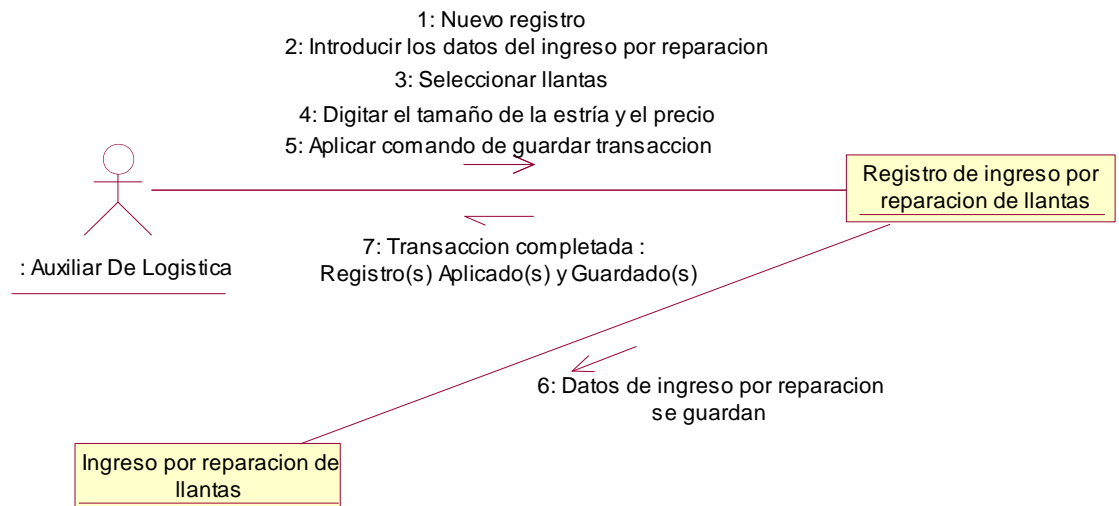 1: Nuevo registro
2: Introducir los datos del ingreso por reparacion
3: Seleccionar llantas
4: Digitar el tamaño de la estría y el precio
5: Aplicar comando de guardar transaccion
Registro de ingreso por
reparacion de llantas
: Auxiliar De Logistica
7: Transaccion completada :
Registro(s) Aplicado(s) y Guardado(s)
6: Datos de ingreso por reparacion
se guardan
Ingreso por reparacion de
llantas